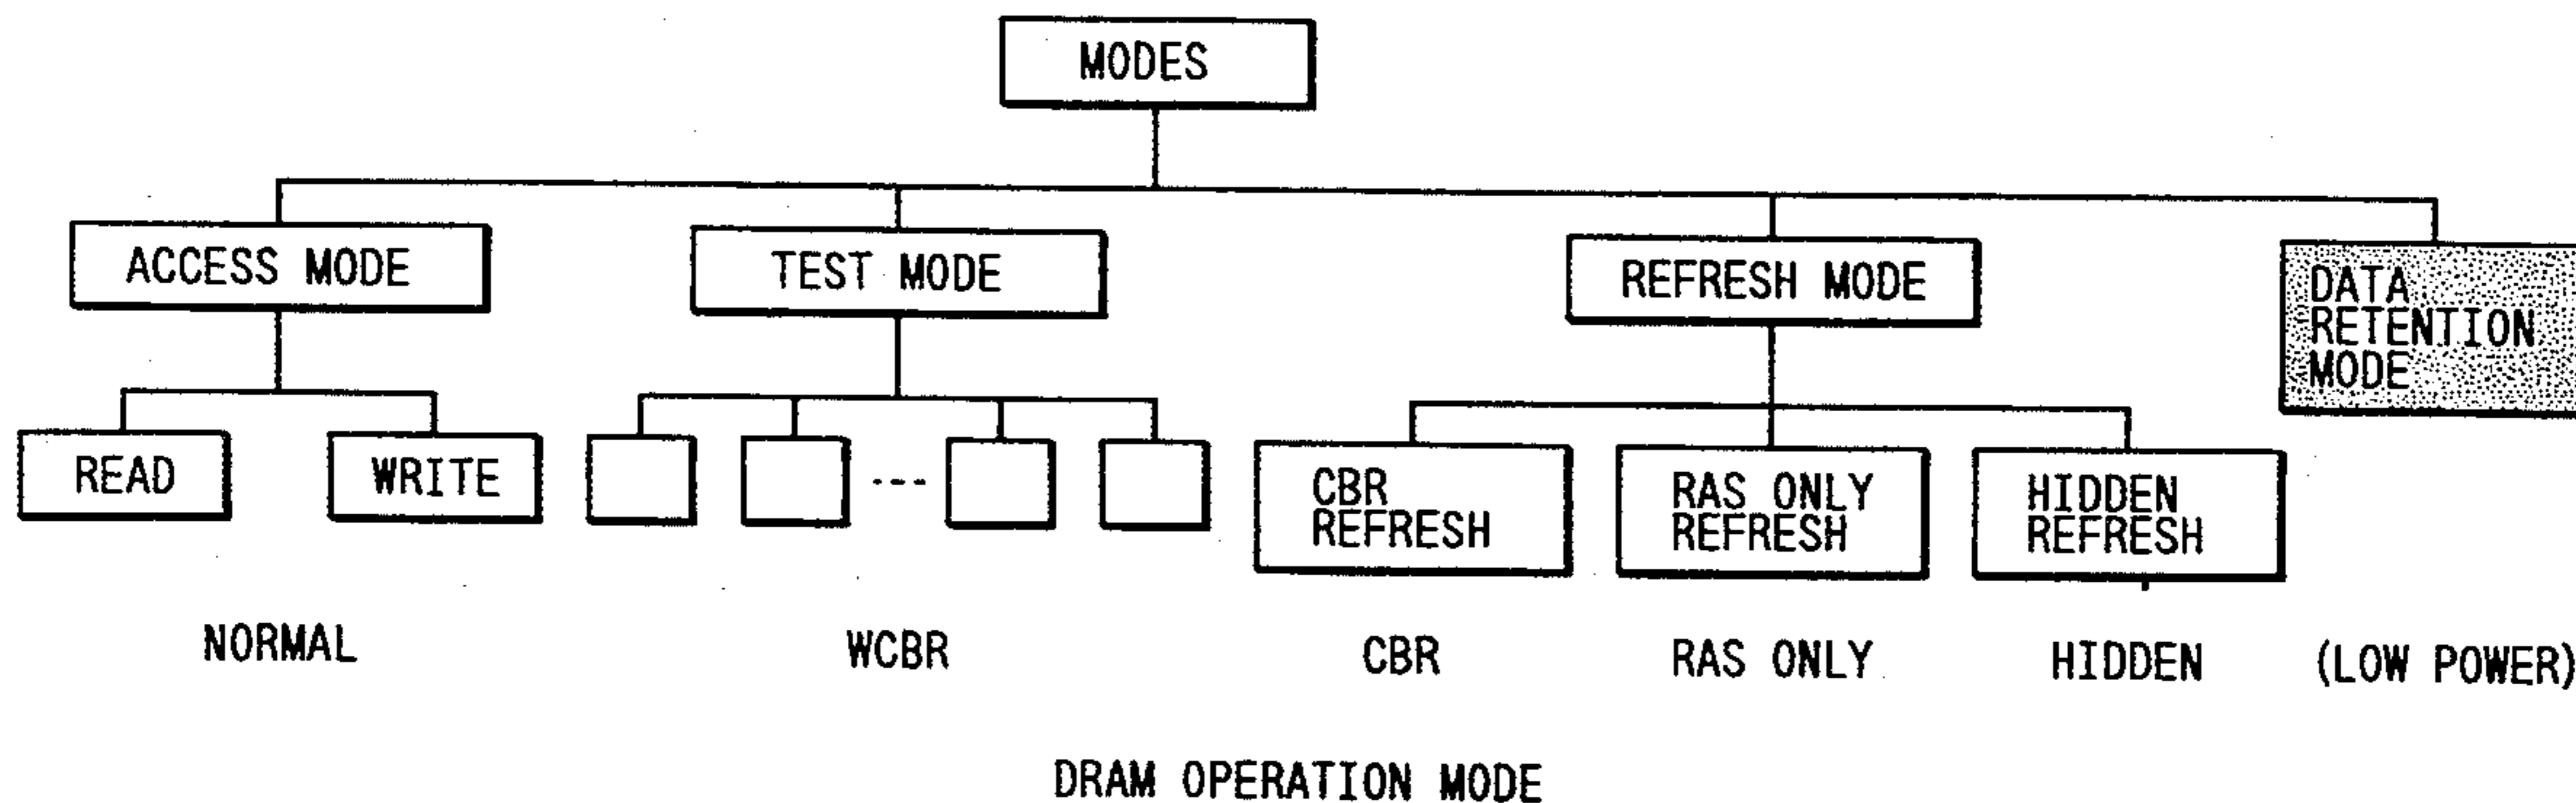 MODES
ACCESS MODE
TEST MODE
REFRESH MODE
DATA
RETENTION
MODE
READ
WRITE
---
CBR
REFRESH
RAS ONLY
REFRESH
HIDDEN
REFRESH
NORMAL
WCBR
CBR
RAS ONLY
HIDDEN
(LOW POWER)
DRAM OPERATION MODE